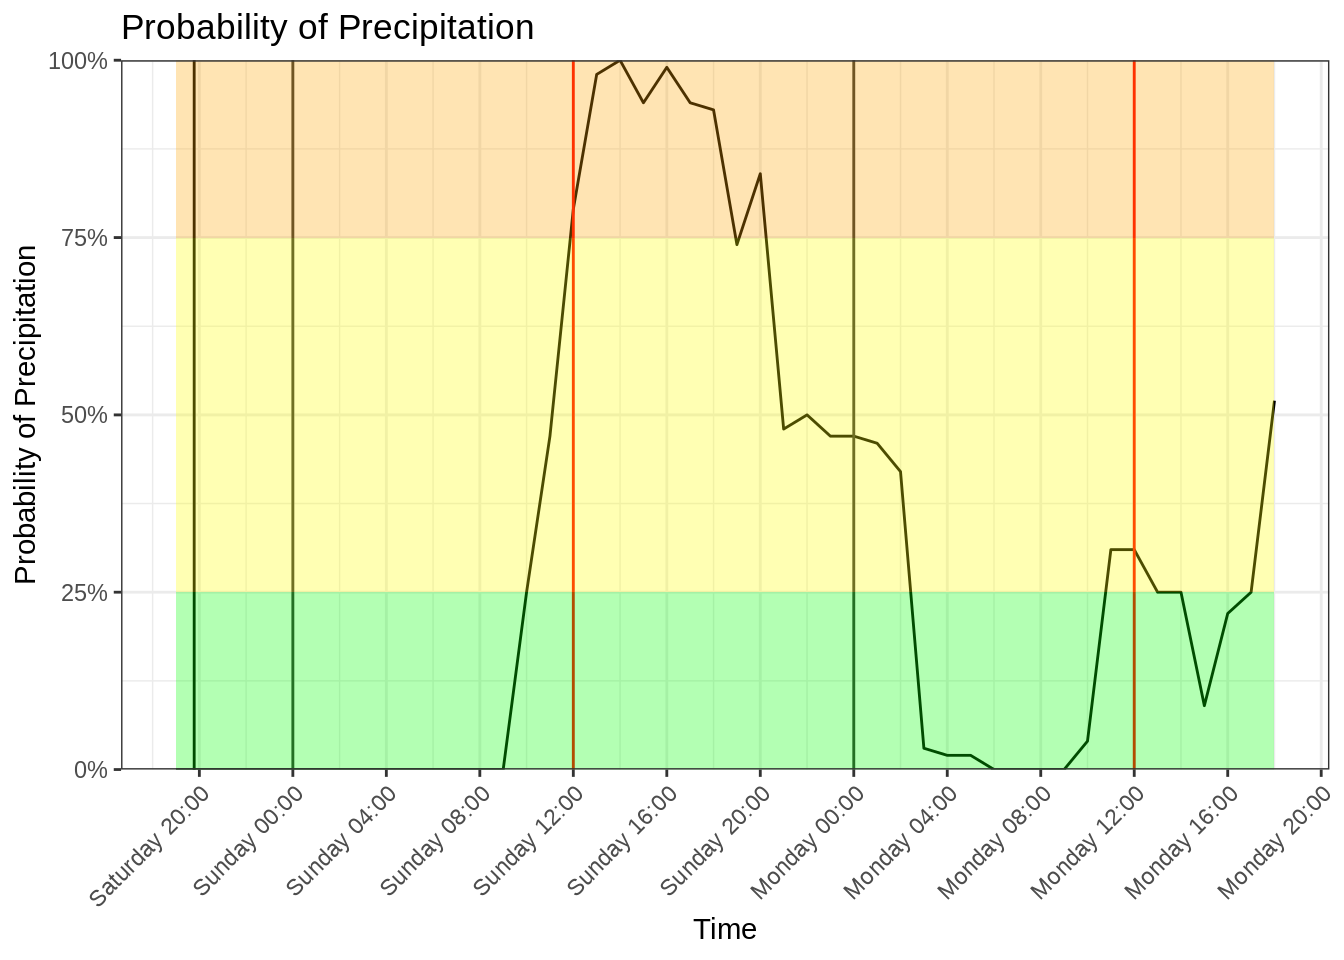 Probability of Precipitation
Probability of Precipitation
100%
75%
50%
25%
0%
Saturday 20:00
Sunday 00:00
Sunday 04:00
Sunday 08:00
Sunday 12:00
Sunday 16:00
Sunday 20:00
Monday 00:00
Monday 04:00
Monday 08:00
Monday 12:00
Monday 16:00
Monday 20:00
Time